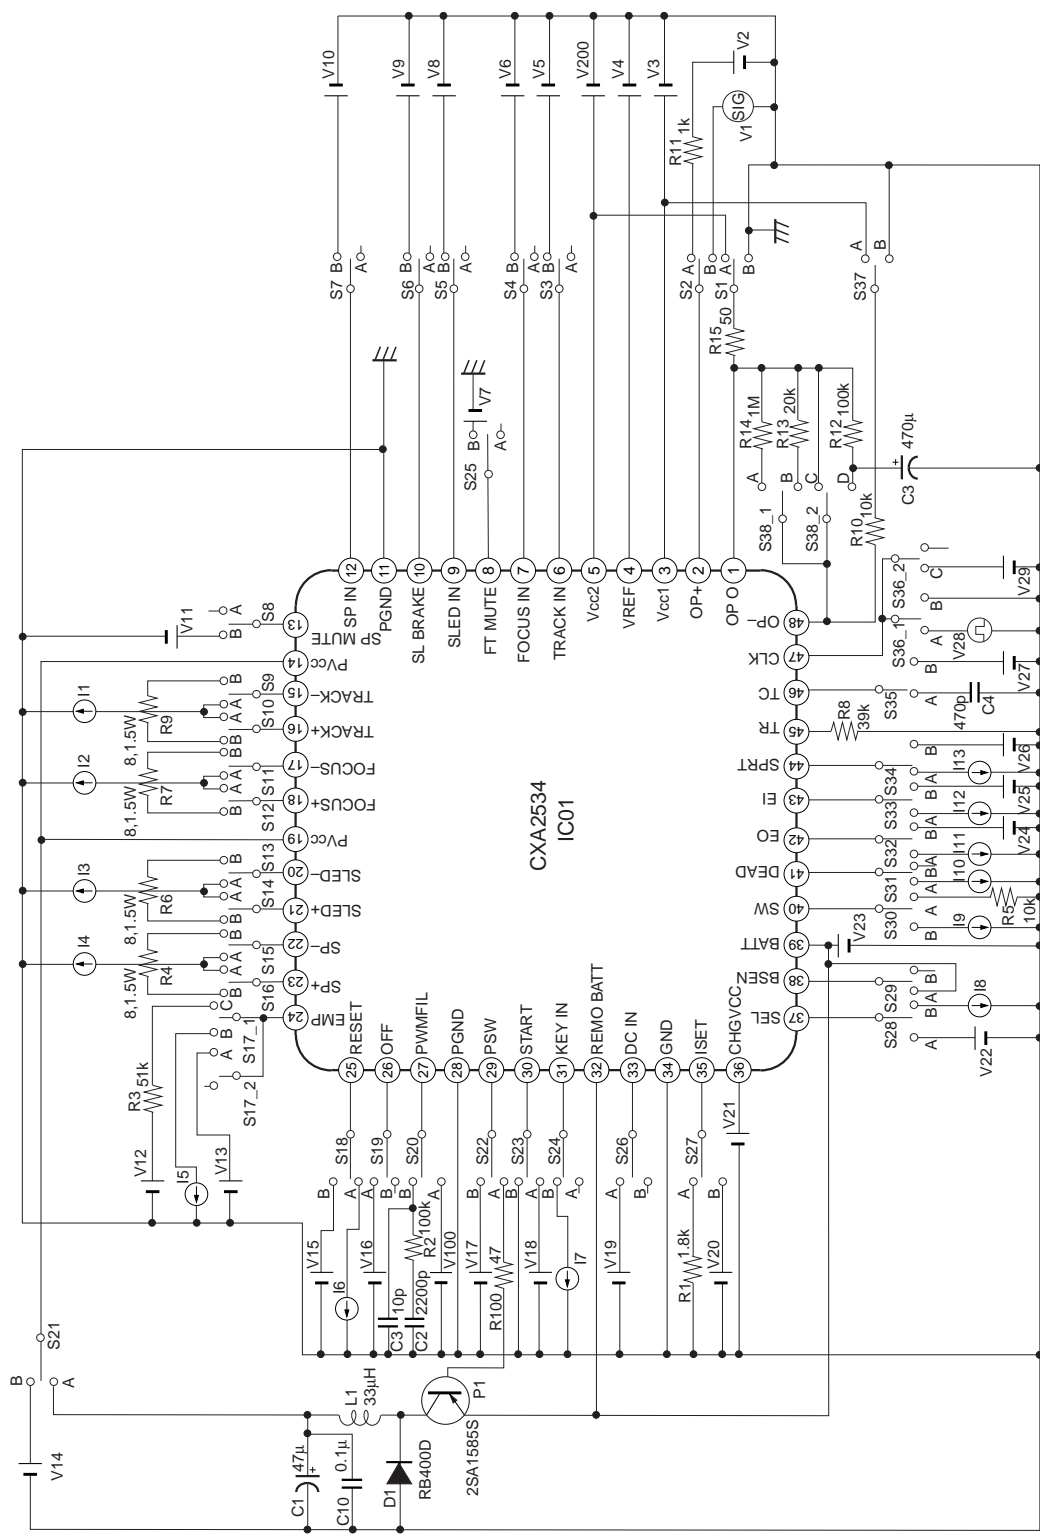 V10
V9
V8
V6
V5
V200
V4
V3
V2
R11
1k
SIG
V1
S7
B
A
S6
B
A
S5
B
A
S4
B
A
S3
B
A
S2
A
B
S1
A
B
R15
50
S37
A
B
V7
S25
B
A
R14
1M
R13
20k
R12
100k
A
B
C
D
S38_1
S38_2
C3
470µ
+
R10
10k
12
SP IN
11
PGND
10
SL BRAKE
9
SLED IN
8
FT MUTE
7
FOCUS IN
6
TRACK IN
5
Vcc2
4
VREF
3
Vcc1
2
OP+
1
OP O
CXA2534
IC01
13
SP MUTE
14
PVcc
15
TRACK−
16
TRACK+
17
FOCUS−
18
FOCUS+
19
PVcc
20
SLED−
21
SLED+
22
SP−
23
SP+
24
EMP
V11
A
B
S8
I1
8,1.5W
R9
B
A
A
B
S9
S10
I2
8,1.5W
R7
B
A
A
B
S11
S12
I3
8,1.5W
R6
B
A
A
B
S13
S14
I4
8,1.5W
R4
B
A
A
B
S15
S16
C
B
A
S17_1
S17_2
R3
51k
V12
I5
V13
48
OP−
47
CLK
46
TC
45
TR
44
SPRT
43
EI
42
EO
41
DEAD
40
SW
39
BATT
38
BSEN
37
SEL
S36_2
C
B
V29
S36_1
A
V28
B
V27
S35
A
470p
C4
R8
39k
B
V26
S34
A
I13
B
V25
S33
A
I12
B
V24
S32
A
I11
B
S31
A
I10
A
R5
10k
S30
B
I9
V23
B
S29
A
B
I8
S28
A
V22
25
RESET
26
OFF
27
PWMFIL
28
PGND
29
PSW
30
START
31
KEY IN
32
REMO BATT
33
DC IN
34
GND
35
ISET
36
CHGVCC
S18
B
A
S19
A
B
S20
B
A
S22
B
A
S23
B
A
S24
B
A
S26
A
B
S27
A
B
V21
V15
I6
V16
10p
C3
2200p
C2
100k
R2
V100
V17
47
R100
V18
I7
V19
1.8k
R1
V20
S21
B
A
V14
L1
33µH
P1
2SA1585S
47µ
+
C1
0.1µ
C10
D1
RB400D